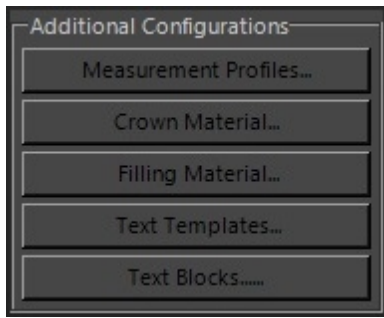 Additional Configurations
Measurement Profiles...
Crown Material...
Filling Material...
Text Templates...
Text Blocks......